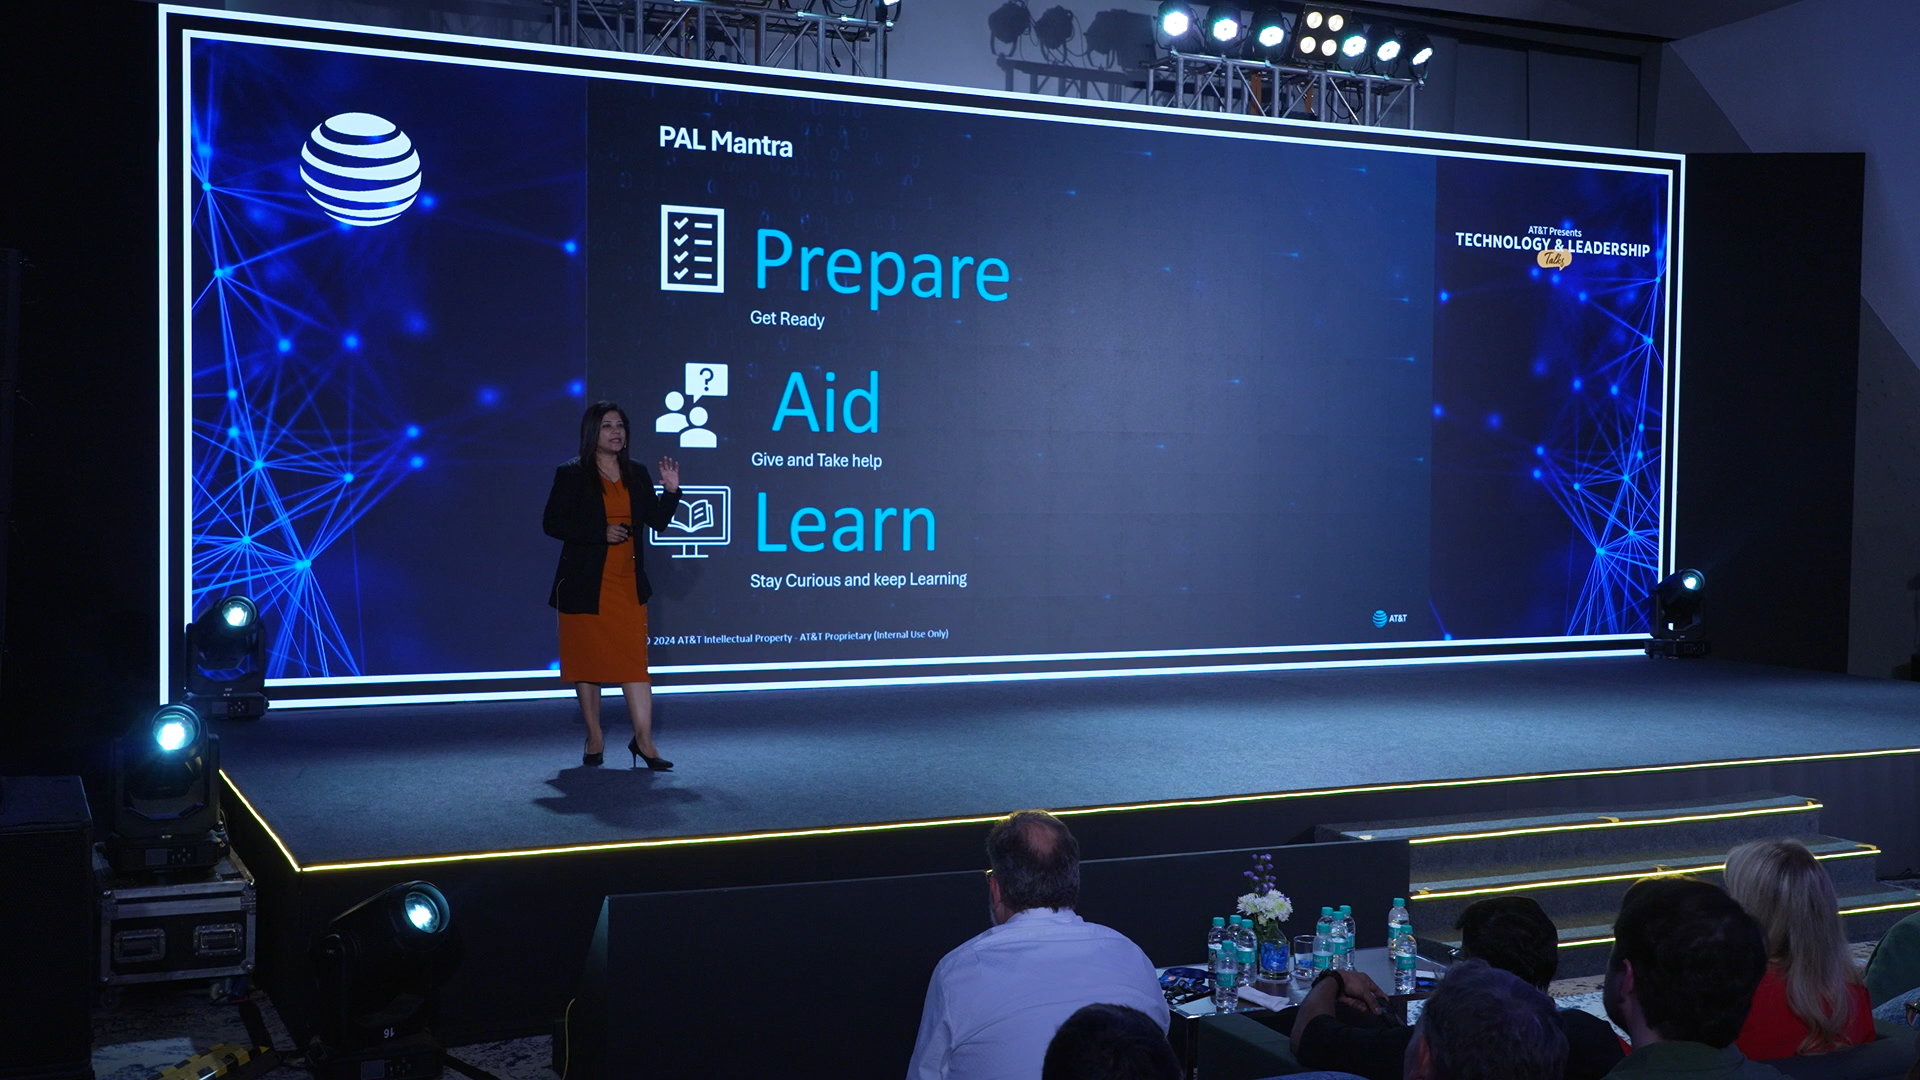 PAL Mantra
Prepare
Get Ready
?
Aid
Give and Take help
Learn
Stay Curious and keep Learning
2024 AT&T Intellectual Property - AT&T Proprietary (Internal Use Only)
AT&T
AT&T Presents
TECHNOLOGY & LEADERSHIP
Talks
16